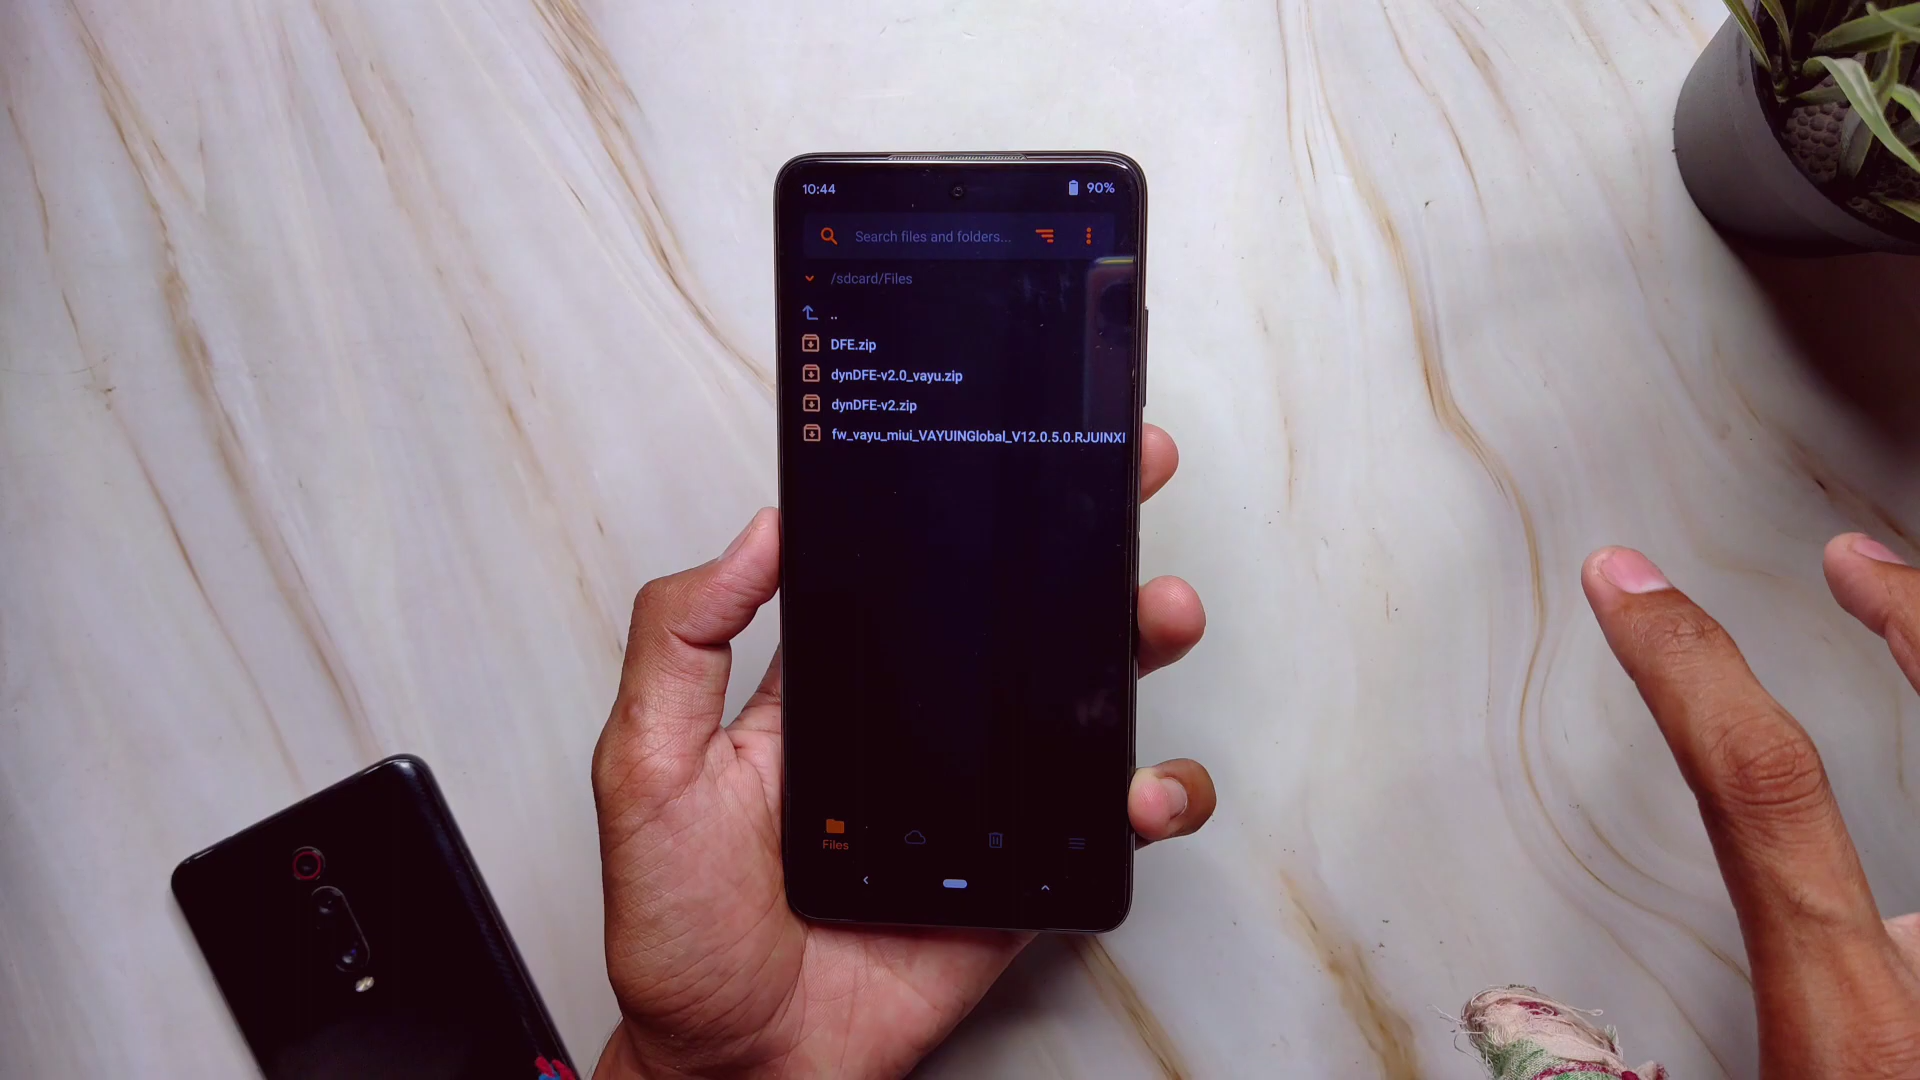 10:44
90%
Search files and folders...
/sdcard/Files
..
DFE.zip
dynDFE-v2.0_vayu.zip
dynDFE-v2.zip
fw_vayu_miui_VAYUINGlobal_V12.0.5.0.RJUINXI
Files